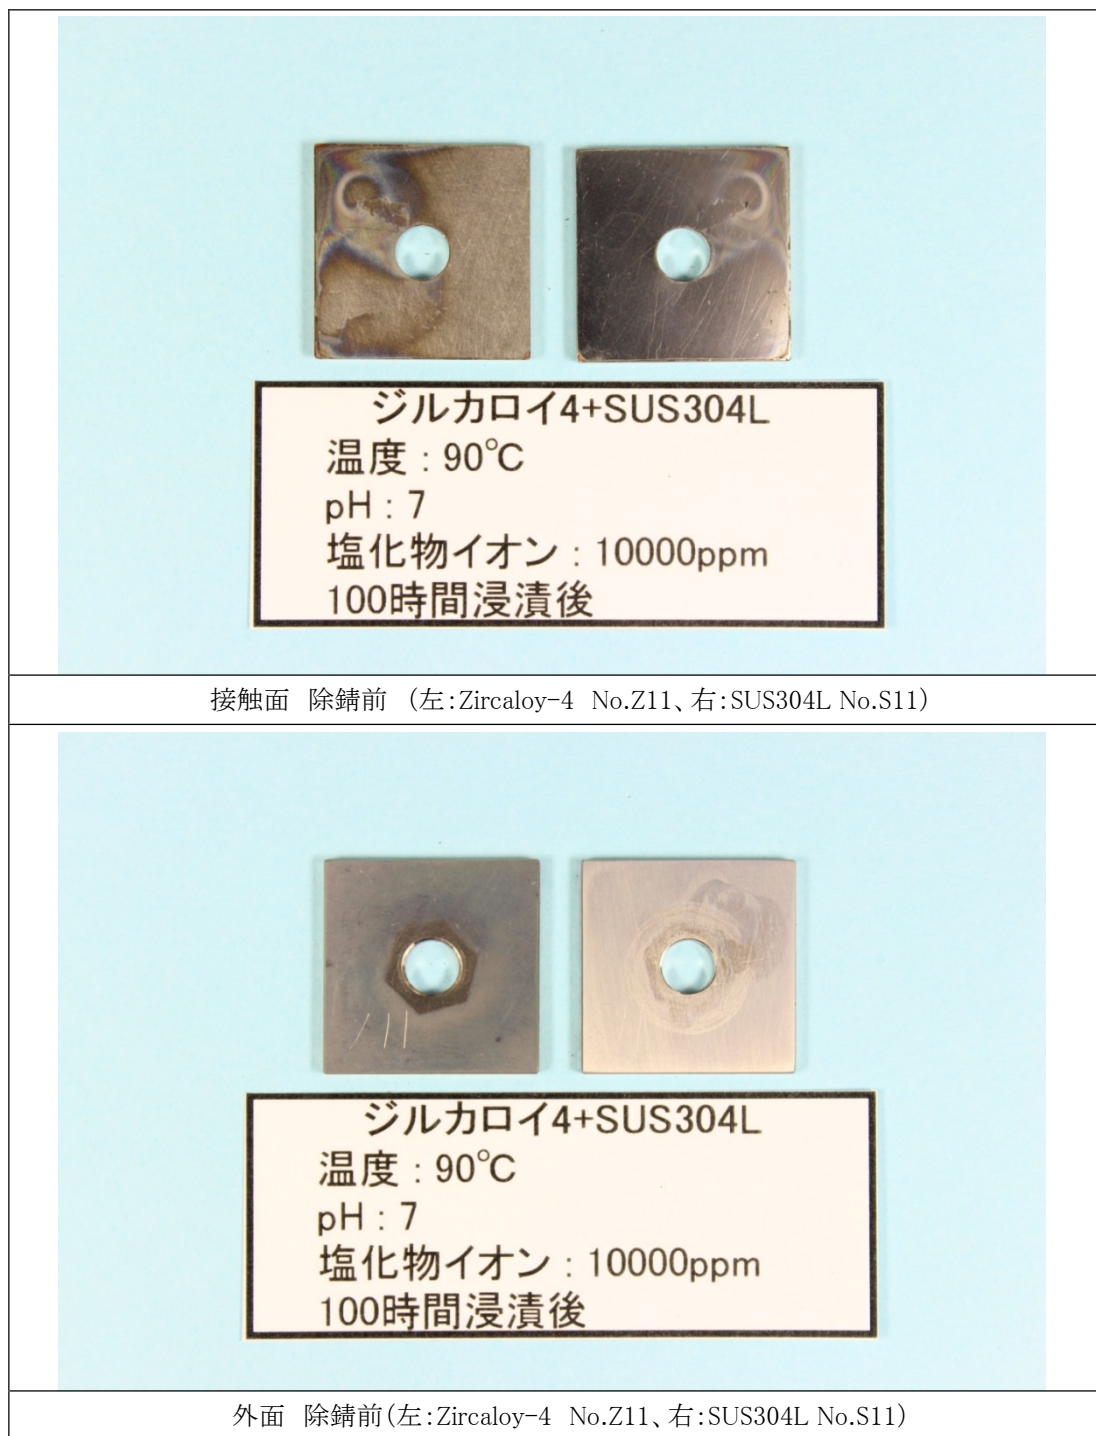 ジルカロイ4+SUS304L
温度：90℃
pH：7
塩化物イオン：10000ppm
100時間浸漬後
接触面　除錆前　（左:Zircaloy-4　No.Z11、右:SUS304L No.S11）
/11
ジルカロイ4+SUS304L
温度：90℃
pH：7
塩化物イオン：10000ppm
100時間浸漬後
外面　除錆前（左:Zircaloy-4　No.Z11、右:SUS304L No.S11）